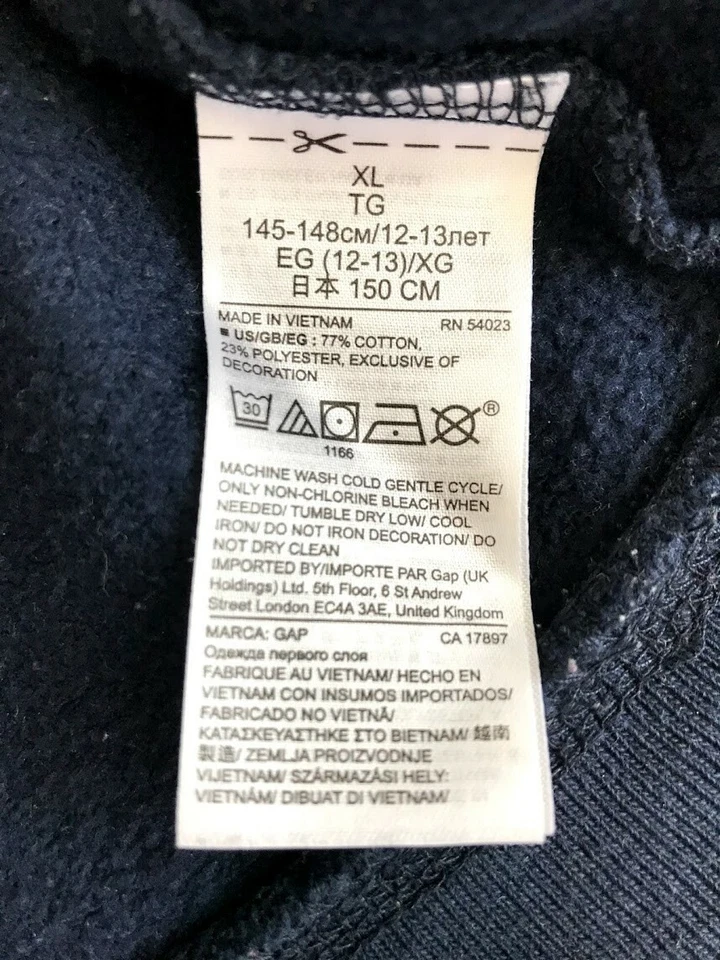 XL
TG
145-148см/12-13лет
EG (12-13)/XG
日本 150 CM
MADE IN VIETNAM RN 54023
■ US/GB/EG : 77% COTTON,
23% POLYESTER, EXCLUSIVE OF
DECORATION
30 ®
1166
MACHINE WASH COLD GENTLE CYCLE/
ONLY NON-CHLORINE BLEACH WHEN
NEEDED/ TUMBLE DRY LOW/ COOL
IRON/ DO NOT IRON DECORATION/ DO
NOT DRY CLEAN
IMPORTED BY/IMPORTE PAR Gap (UK
Holdings) Ltd. 5th Floor, 6 St Andrew
Street London EC4A 3AE, United Kingdom
MARCA: GAP CA 17897
Одежда первого слоя
FABRIQUE AU VIETNAM/ HECHO EN
VIETNAM CON INSUMOS IMPORTADOS/
FABRICADO NO VIETNÃ/
ΚΑΤΑΣΚΕΥΑΣΤΗΚΕ ΣΤΟ ΒΙΕΤΝΑΜ/ 越南
製造/ ZEMLJA PROIZVODNJE
VIJETNAM/ SZÁRMAZÁSI HELY:
VIETNÁM/ DIBUAT DI VIETNAM/